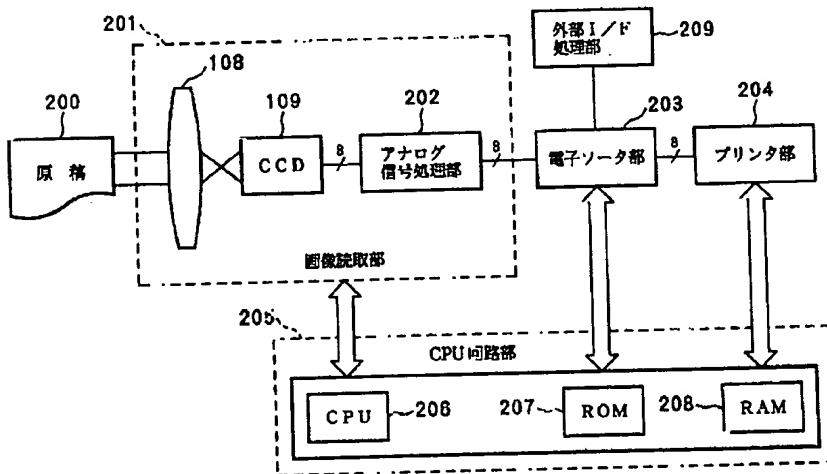 201
外部I/F
処理部
209
108
200
109
202
203
204
原稿
CCD
8
アナログ
信号処理部
8
電子ソータ部
8
プリンタ部
画像読取部
205
CPU回路部
CPU
206
207
ROM
208
RAM